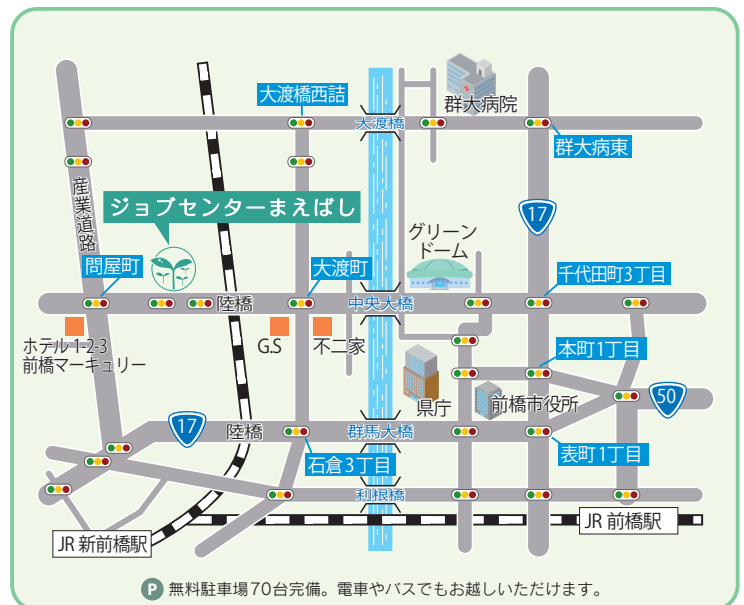 大渡橋西詰
群大病院
大渡橋
群大病東
産業道路
ジョブセンターまえばし
17
グリーン
ドーム
問屋町
大渡町
千代田町3丁目
陸橋
中央大橋
ホテル1-2-3
前橋マーキュリー
G.S
不二家
本町1丁目
県庁
前橋市役所
50
17
陸橋
群馬大橋
石倉3丁目
表町1丁目
利根橋
JR 新前橋駅
JR 前橋駅
P 無料駐車場70台完備。電車やバスでもお越しいただけます。